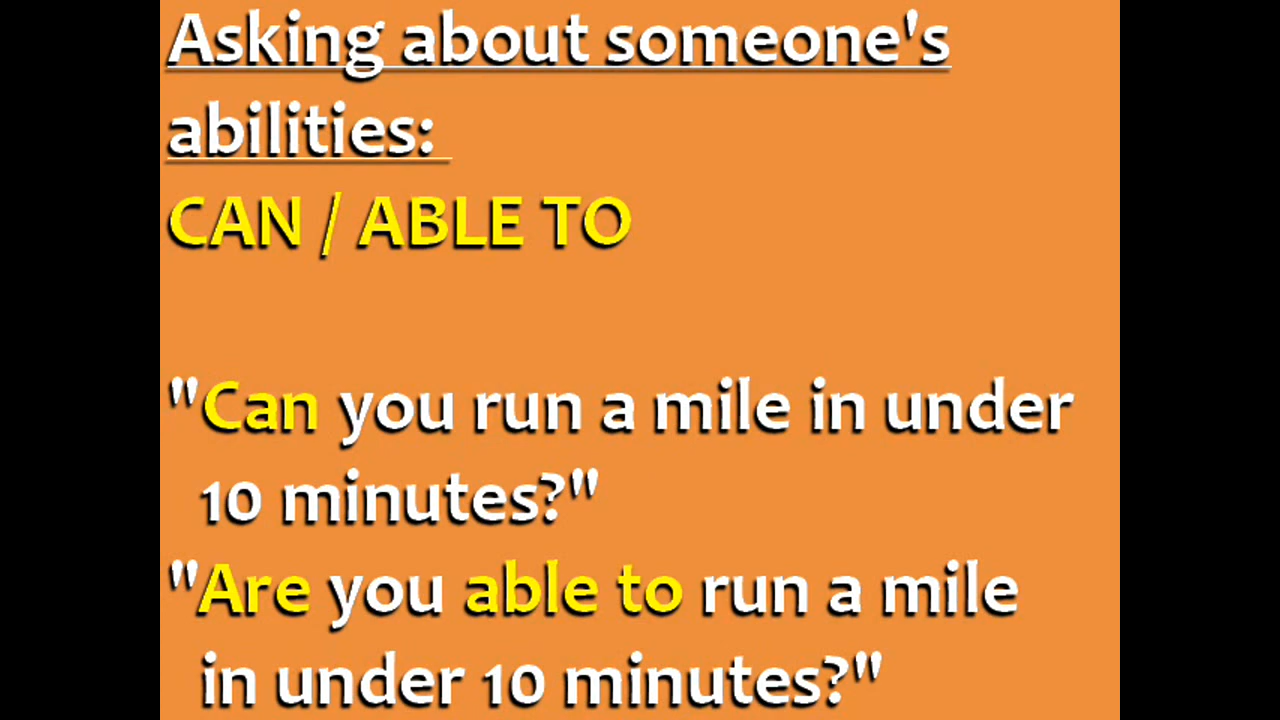 Asking about someone's
abilities:
CAN / ABLE TO
"Can you run a mile in under
10 minutes?"
"Are you able to run a mile
in under 10 minutes?"